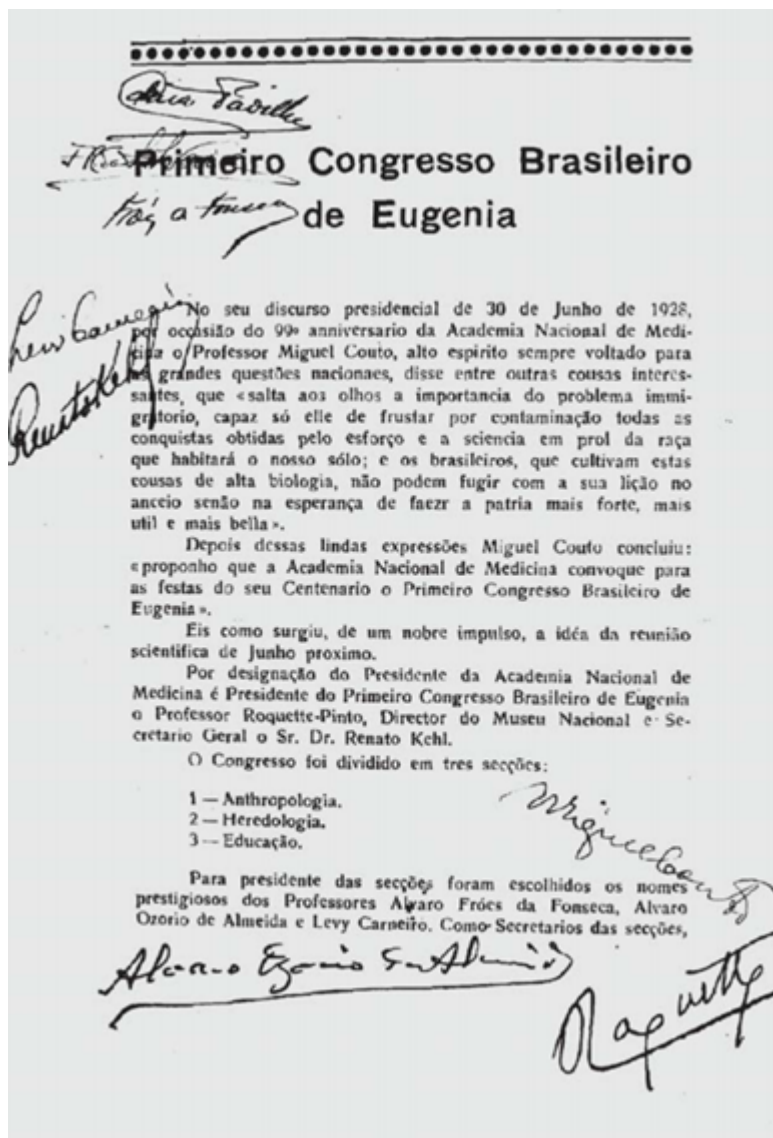 Primeiro Congresso Brasileiro
de Eugenia
No seu discurso presidencial de 30 de Junho de 1928,
por occasião do 99º anniversario da Academia Nacional de Medi-
cina o Professor Miguel Couto, alto espirito sempre voltado para
as grandes questões nacionaes, disse entre outras cousas interes-
santes, que «salta aos olhos a importancia do problema immi-
gratorio, capaz só elle de frustar por contaminação todas as
conquistas obtidas pelo esforço e a sciencia em prol da raça
que habitará o nosso sólo; e os brasileiros, que cultivam estas
cousas de alta biologia, não podem fugir com a sua lição no
anceio senão na esperança de faezr a patria mais forte, mais
util e mais bella».
Depois dessas lindas expressões Miguel Couto concluiu:
«proponho que a Academia Nacional de Medicina convoque para
as festas do seu Centenario o Primeiro Congresso Brasileiro de
Eugenia».
Eis como surgiu, de um nobre impulso, a idéa da reunião
scientifica de Junho proximo.
Por designação do Presidente da Academia Nacional de
Medicina é Presidente do Primeiro Congresso Brasileiro de Eugenia
o Professor Roquette-Pinto, Director do Museu Nacional e Se-
cretario Geral o Sr. Dr. Renato Kehl.
Renato Kehl
O Congresso foi dividido em tres secções:
1 — Anthropologia.
2 — Heredologia.
3 — Educação.
Miguel Couto
Para presidente das secções foram escolhidos os nomes
prestigiosos dos Professores Alvaro Fróes da Fonseca, Alvaro
Ozorio de Almeida e Levy Carneiro. Como Secretarios das secções,
Alvaro Ozorio de Almeida
Roquette